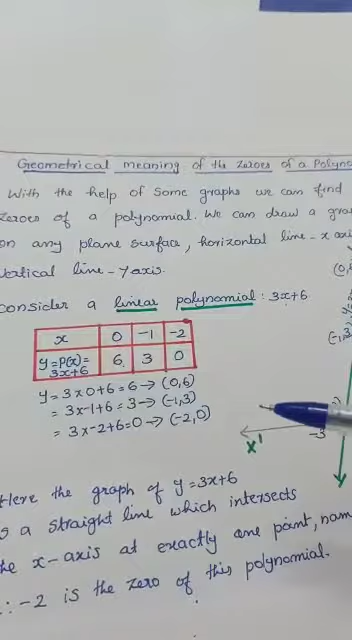 Geometrical meaning of the Zeroes of a Polyno
With the help of some graphs we can find
zeroes of a polynomial. We can draw a gra
on any plane surface, horizontal line - x axi
vertical line - y axis.
consider a linear polynomial : 3x+6.
x 0 -1 -2
y=P(x)= 3x+6 6 3 0
y = 3x0+6 = 6 → (0,6)
= 3x-1+6 = 3 → (-1,3)
= 3x-2+6=0 → (-2,0)
(-1,3
x'
-3
Here the graph of y=3x+6
s a straight line which intersects
he x-axis at exactly one point, nam
∴ -2 is the zero of this polynomial.